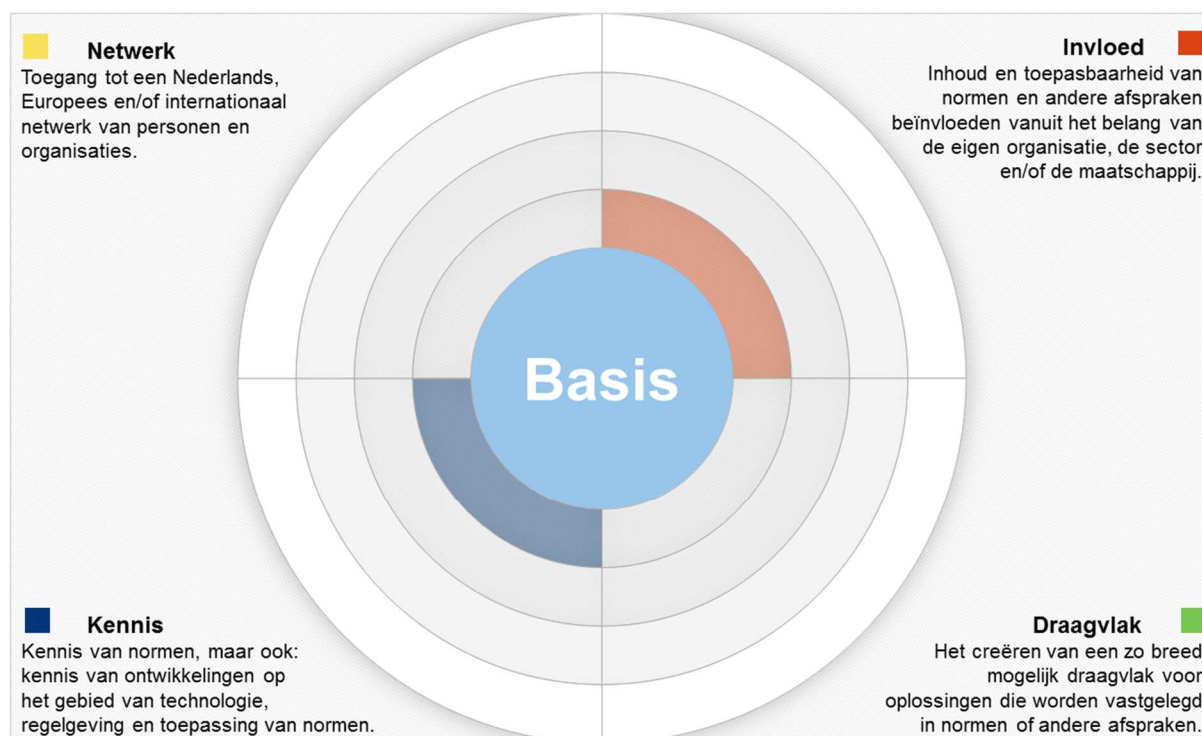 Netwerk
Toegang tot een Nederlands,
Europees en/of internationaal
netwerk van personen en
organisaties.
Invloed
Inhoud en toepasbaarheid van
normen en andere afspraken
beïnvloeden vanuit het belang van
de eigen organisatie, de sector
en/of de maatschappij.
Basis
Kennis
Kennis van normen, maar ook:
kennis van ontwikkelingen op
het gebied van technologie,
regelgeving en toepassing van normen.
Draagvlak
Het creëren van een zo breed
mogelijk draagvlak voor
oplossingen die worden vastgelegd
in normen of andere afspraken.